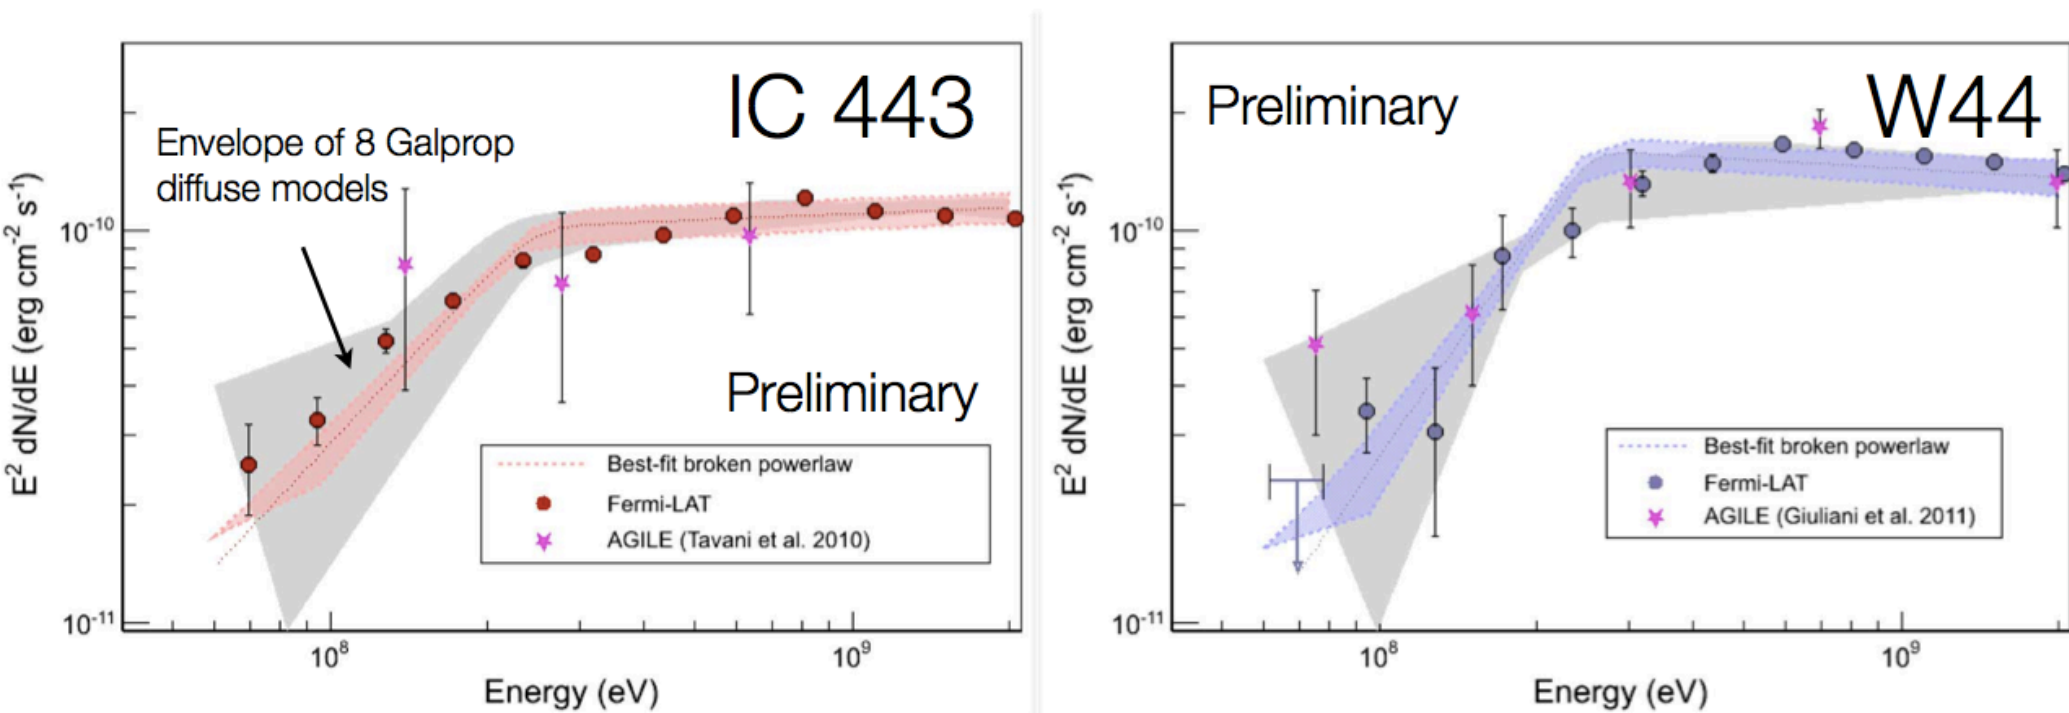 IC 443
Envelope of 8 Galprop
diffuse models
E² dN/dE (erg cm⁻² s⁻¹)
10⁻¹⁰
Preliminary
Best-fit broken powerlaw
Fermi-LAT
AGILE (Tavani et al. 2010)
10⁻¹¹
10⁸
10⁹
Energy (eV)
Preliminary
W44
E² dN/dE (erg cm⁻² s⁻¹)
10⁻¹⁰
Best-fit broken powerlaw
Fermi-LAT
AGILE (Giuliani et al. 2011)
10⁻¹¹
10⁸
10⁹
Energy (eV)